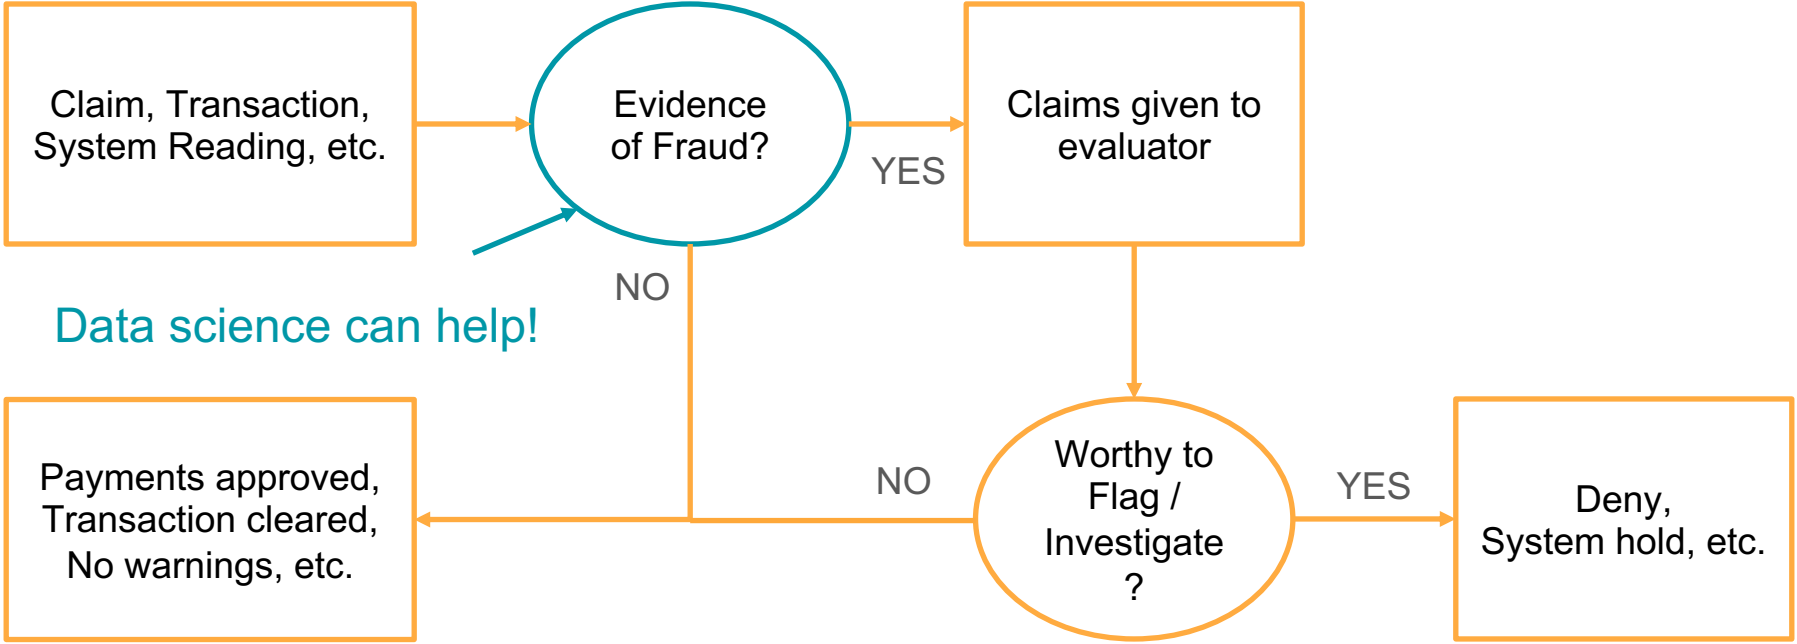 Claim, Transaction,
System Reading, etc.
Evidence
of Fraud?
YES
Claims given to
evaluator
NO
Data science can help!
Payments approved,
Transaction cleared,
No warnings, etc.
NO
Worthy to
Flag /
Investigate
?
YES
Deny,
System hold, etc.